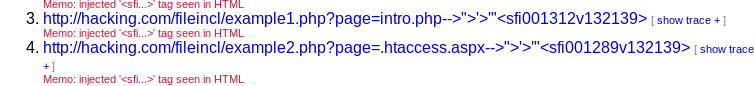 Memo: injected '<sfi...>' tag seen in HTML
3. http://hacking.com/fileincl/example1.php?page=intro.php-->">'>'"<sfi001312v132139> [ show trace + ]
Memo: injected '<sfi...>' tag seen in HTML
4. http://hacking.com/fileincl/example2.php?page=.htaccess.aspx-->">'>'"<sfi001289v132139> [ show trace
+ ]
Memo: injected '<sfi...>' tag seen in HTML